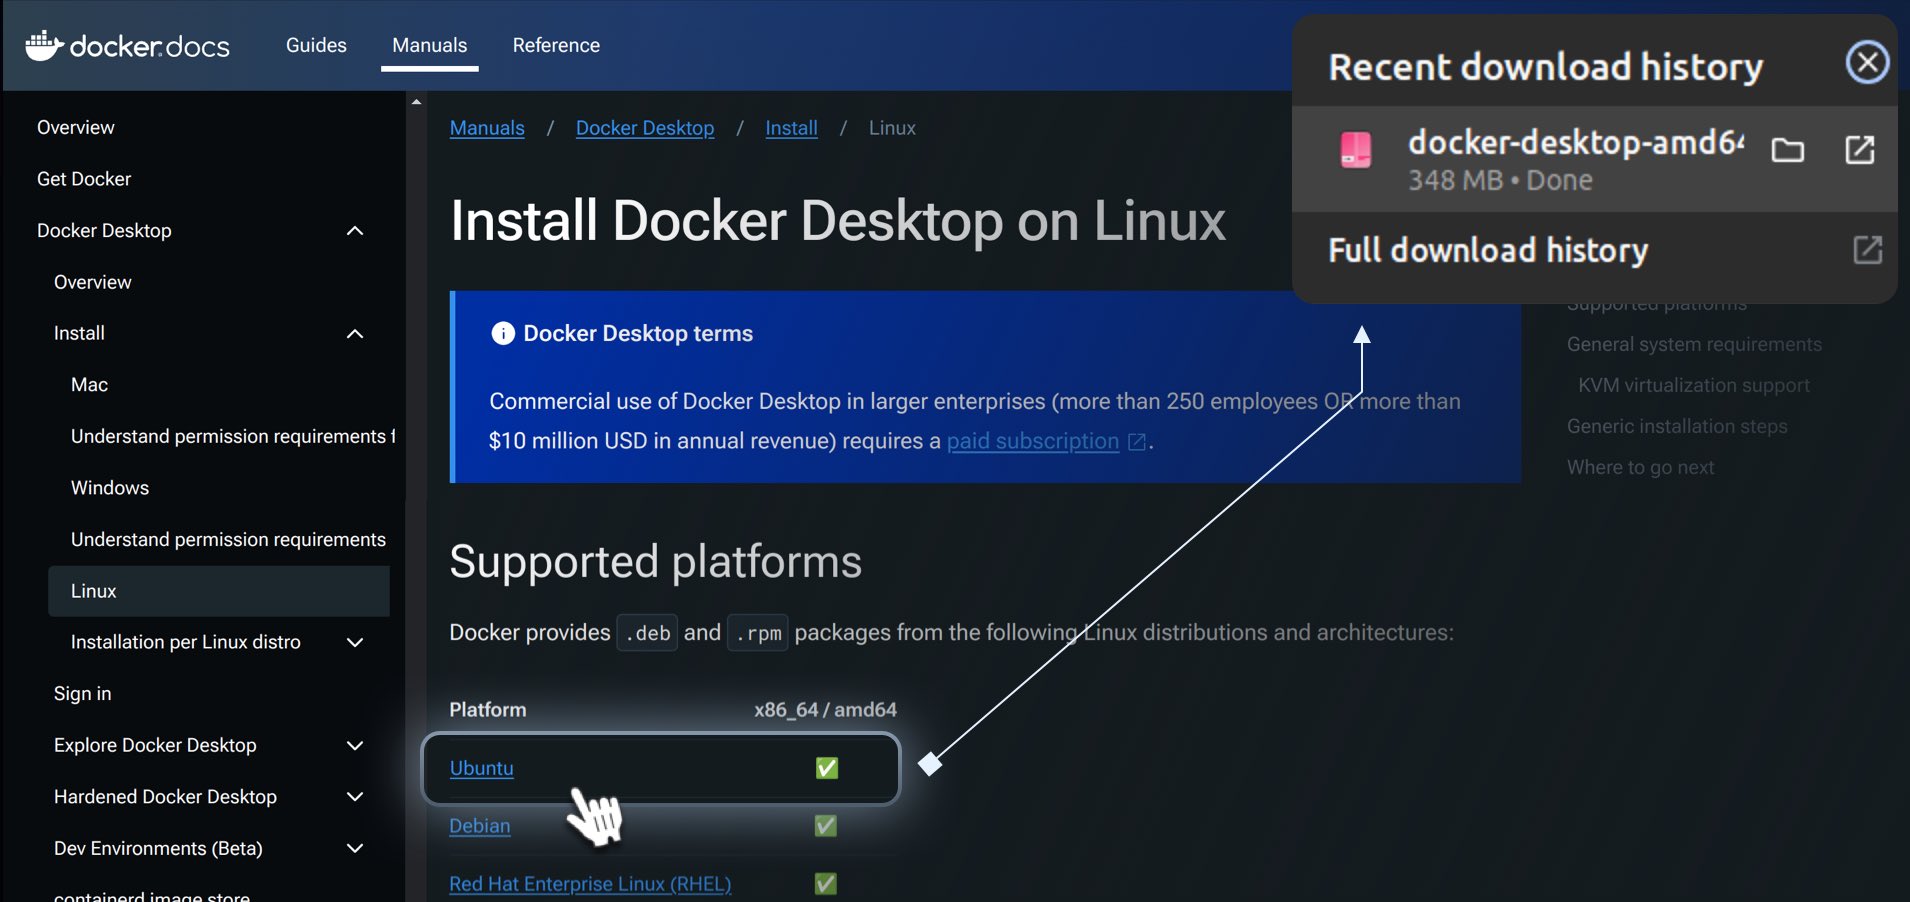 docker.docs
Guides
Manuals
Reference
Recent download history
docker-desktop-amd64
348 MB • Done
Full download history
Overview
Get Docker
Docker Desktop
Overview
Install
Mac
Understand permission requirements f
Windows
Understand permission requirements
Linux
Installation per Linux distro
Sign in
Explore Docker Desktop
Hardened Docker Desktop
Dev Environments (Beta)
containerd image store
Manuals / Docker Desktop / Install / Linux
Install Docker Desktop on Linux
Docker Desktop terms
Commercial use of Docker Desktop in larger enterprises (more than 250 employees OR more than
$10 million USD in annual revenue) requires a paid subscription.
Supported platforms
Docker provides .deb and .rpm packages from the following Linux distributions and architectures:
Platform x86_64 / amd64
Ubuntu ✅
Debian ✅
Red Hat Enterprise Linux (RHEL) ✅
Supported platforms
General system requirements
KVM virtualization support
Generic installation steps
Where to go next